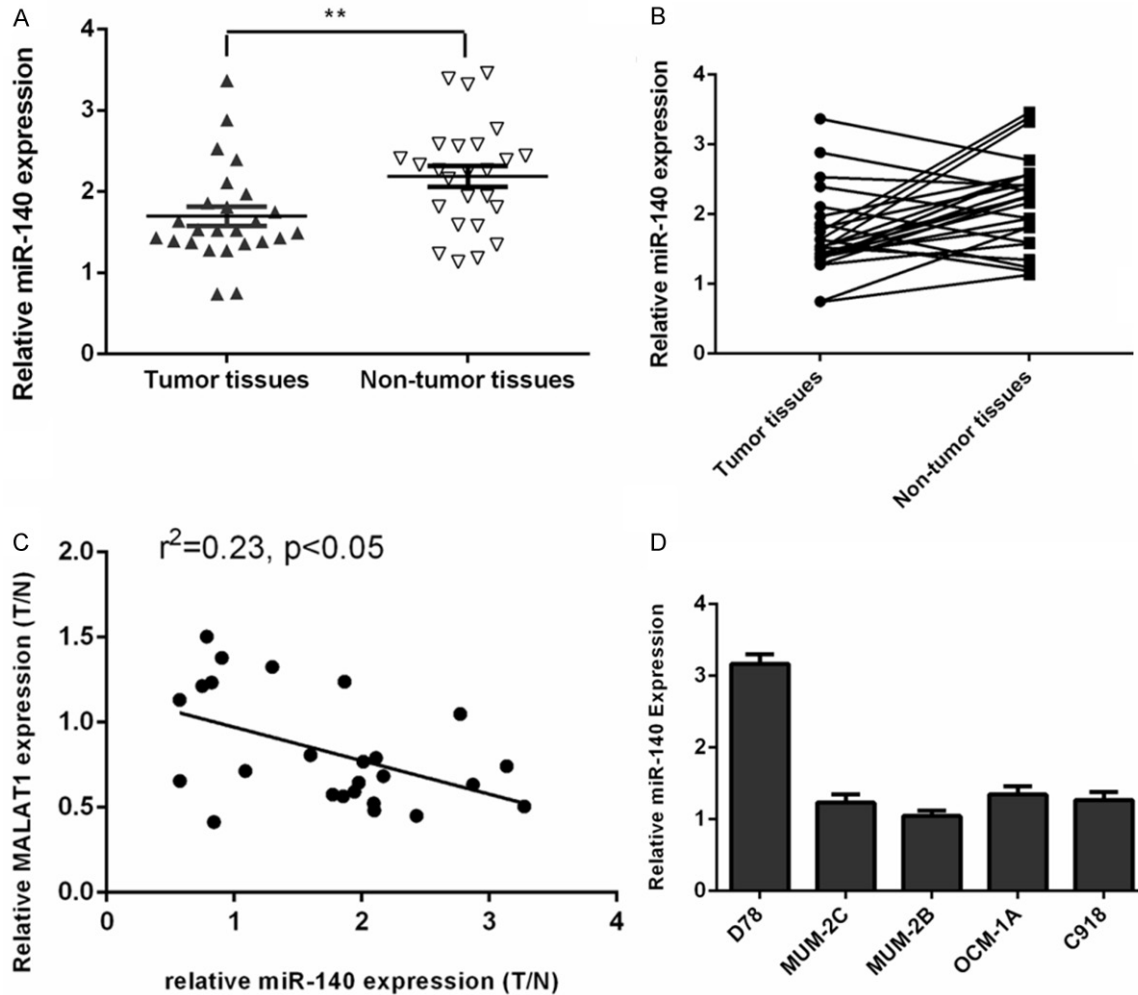 A
Relative miR-140 expression
4
3
2
1
0
**
Tumor tissues
Non-tumor tissues
B
Relative miR-140 expression
4
3
2
1
0
Tumor tissues
Non-tumor tissues
C
Relative MALAT1 expression (T/N)
r²=0.23, p<0.05
2.0
1.5
1.0
0.5
0.0
0
1
2
3
4
relative miR-140 expression (T/N)
D
Relative miR-140 Expression
4
3
2
1
0
D78
MUM-2C
MUM-2B
OCM-1A
C918